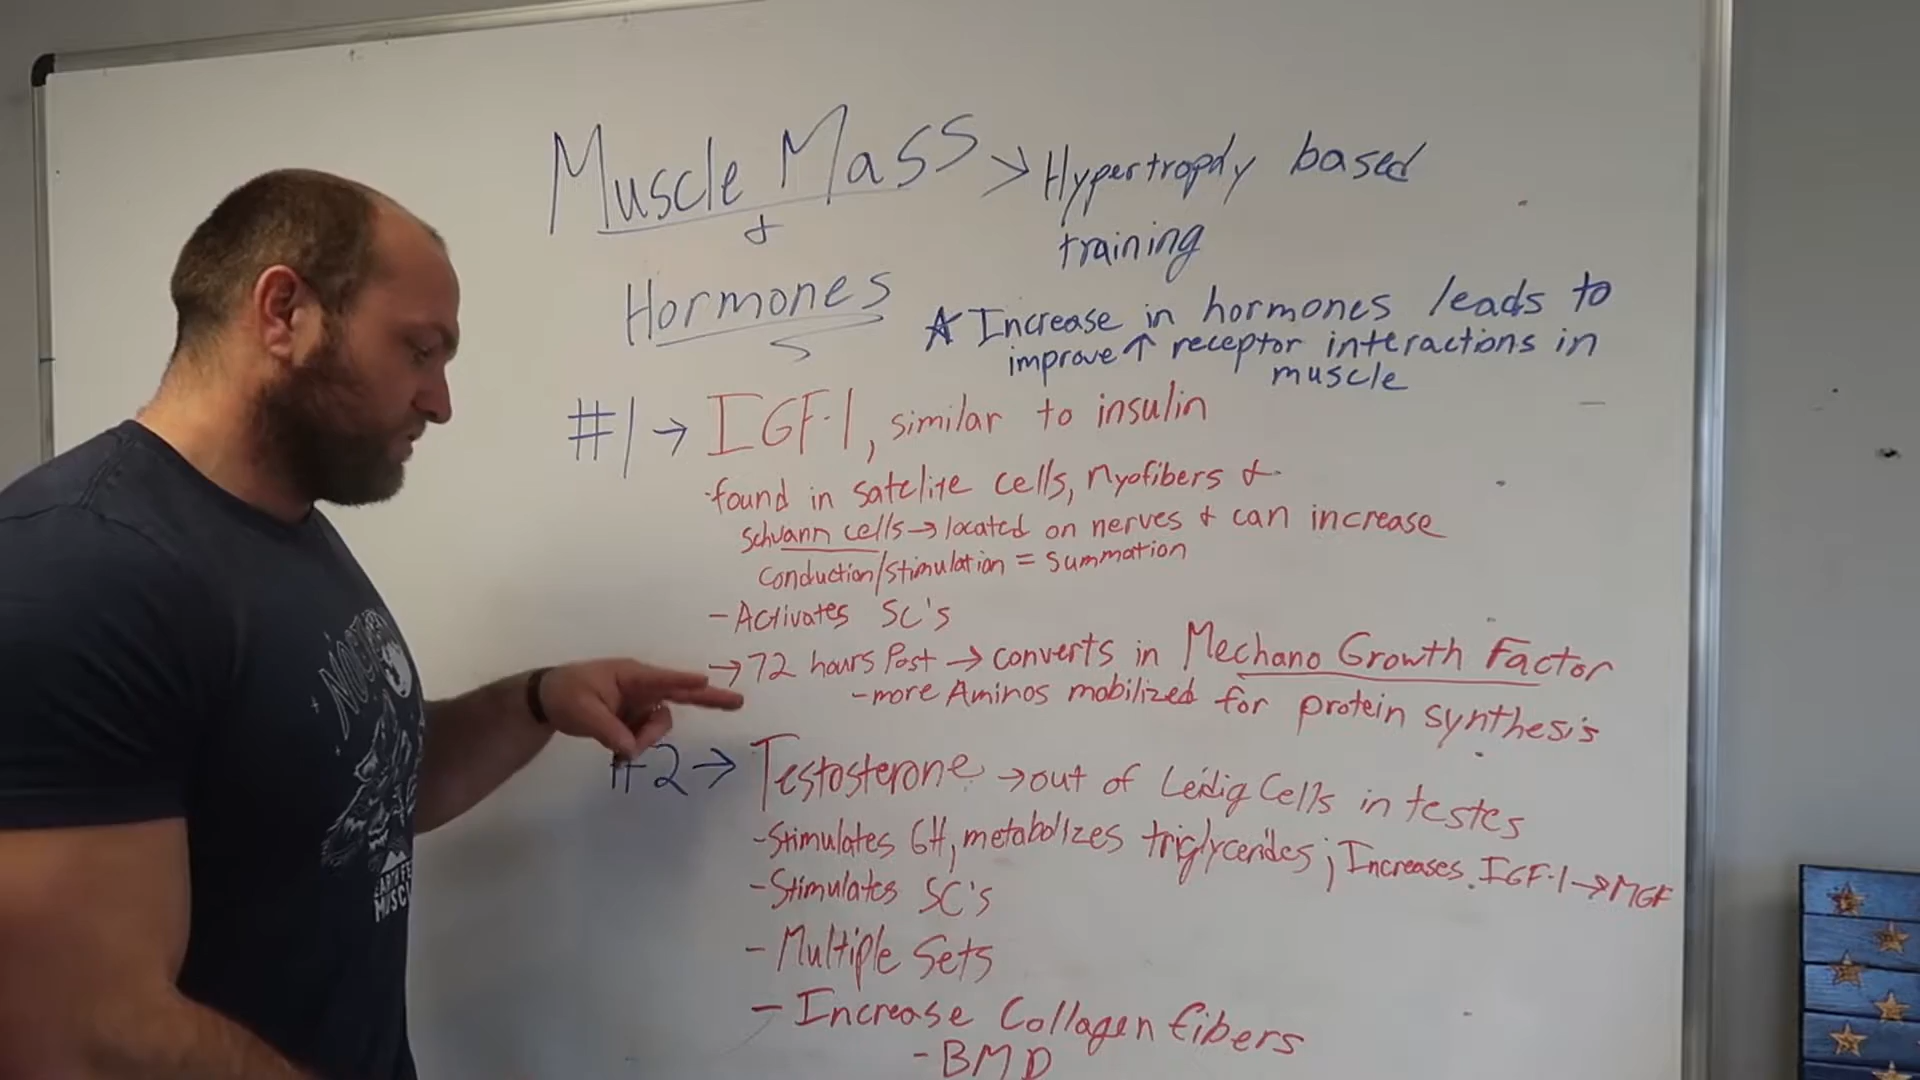 Muscle Mass > Hypertrophy based
training
&
Hormones
★ Increase in hormones leads to
improve ↑ receptor interactions in
muscle
#1 → IGF-1, similar to insulin
·found in satelite cells, Myofibers &
Schwann cells → located on nerves & can increase
conduction/stimulation = summation
- Activates SC's
→ 72 hours Post → converts in Mechano Growth Factor
- more Aminos mobilized for protein synthesis
#2 → Testosterone → out of Leidig Cells in testes
- Stimulates GH, metabolizes triglycerides; Increases IGF-1 → MGF
- Stimulates SC's
- Multiple Sets
- Increase Collagen fibers
- BMD